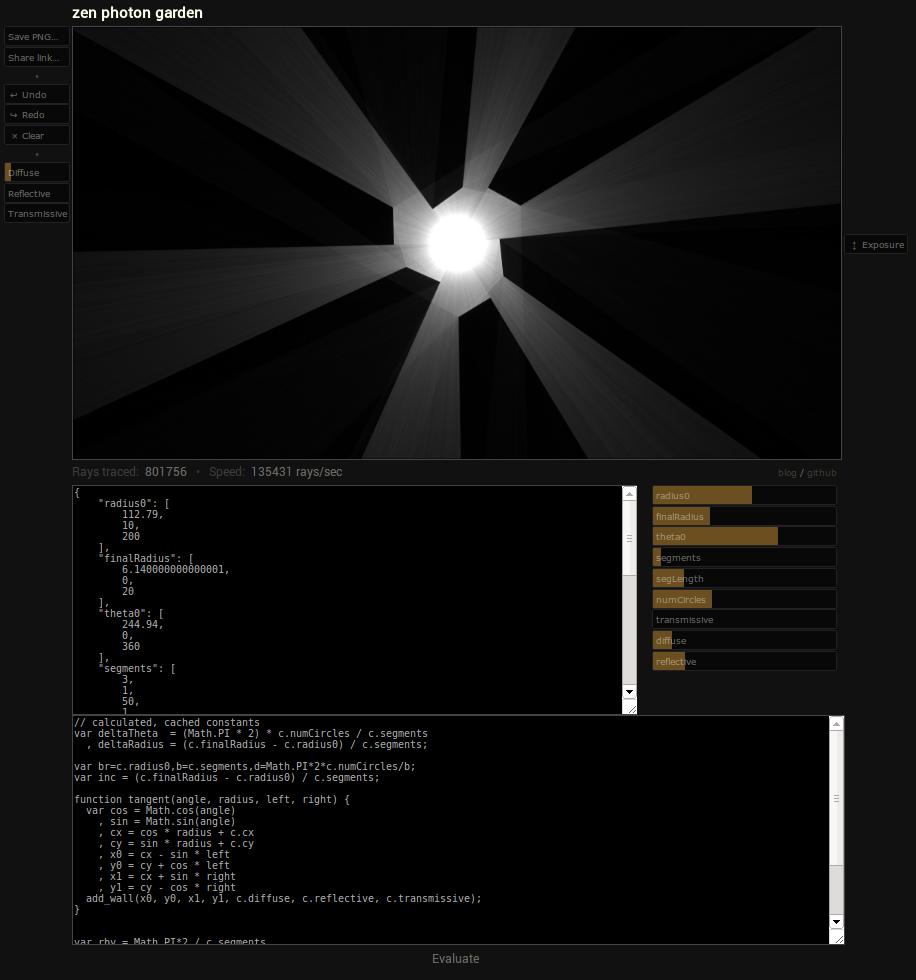 zen photon garden
Save PNG...
Share link...
↩ Undo
↪ Redo
× Clear
Diffuse
Reflective
Transmissive
↕ Exposure
Rays traced: 801756 • Speed: 135431 rays/sec
blog / github
{
    "radius0": [
        112.79,
        10,
        200
    ],
    "finalRadius": [
        6.140000000000001,
        0,
        20
    ],
    "theta0": [
        244.94,
        0,
        360
    ],
    "segments": [
        3,
        1,
        50,
        1
radius0
finalRadius
theta0
segments
segLength
numCircles
transmissive
diffuse
reflective
// calculated, cached constants
var deltaTheta  = (Math.PI * 2) * c.numCircles / c.segments
  , deltaRadius = (c.finalRadius - c.radius0) / c.segments;
var br=c.radius0,b=c.segments,d=Math.PI*2*c.numCircles/b;
var inc = (c.finalRadius - c.radius0) / c.segments;
function tangent(angle, radius, left, right) {
  var cos = Math.cos(angle)
    , sin = Math.sin(angle)
    , cx = cos * radius + c.cx
    , cy = sin * radius + c.cy
    , x0 = cx - sin * left
    , y0 = cy + cos * left
    , x1 = cx + sin * right
    , y1 = cy - cos * right
  add_wall(x0, y0, x1, y1, c.diffuse, c.reflective, c.transmissive);
}
var rby = Math.PI*2 / c.segments
Evaluate